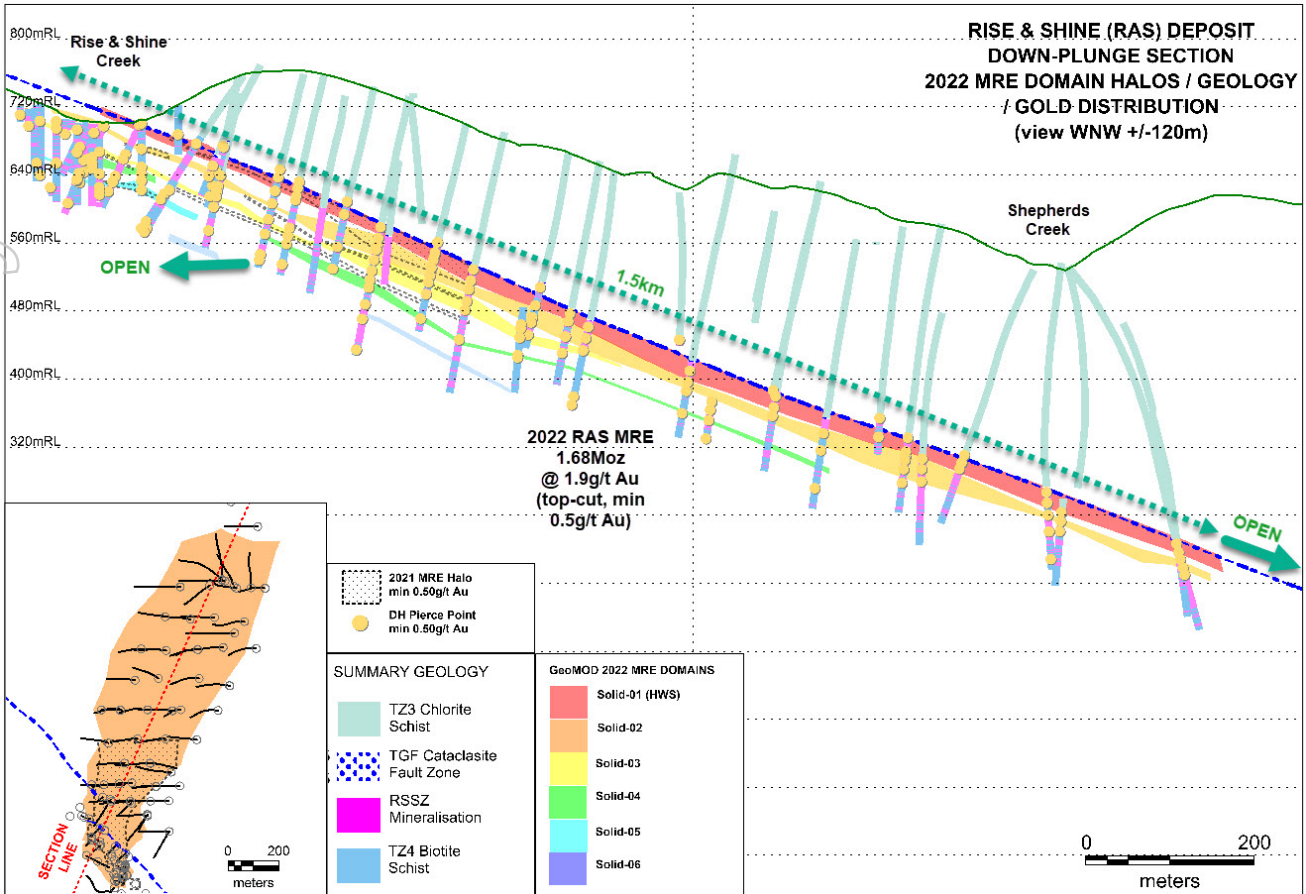 RISE & SHINE (RAS) DEPOSIT
DOWN-PLUNGE SECTION
2022 MRE DOMAIN HALOS / GEOLOGY
/ GOLD DISTRIBUTION
(view WNW +/-120m)
800mRL
Rise & Shine
Creek
720mRL
640mRL
560mRL
480mRL
400mRL
320mRL
OPEN
1.5km
Shepherds
Creek
OPEN
2022 RAS MRE
1.68Moz
@ 1.9g/t Au
(top-cut, min
0.5g/t Au)
SECTION
LINE
0 200
meters
2021 MRE Halo
min 0.50g/t Au
DH Pierce Point
min 0.50g/t Au
SUMMARY GEOLOGY
TZ3 Chlorite
Schist
TGF Cataclasite
Fault Zone
RSSZ
Mineralisation
TZ4 Biotite
Schist
GeoMOD 2022 MRE DOMAINS
Solid-01 (HWS)
Solid-02
Solid-03
Solid-04
Solid-05
Solid-06
0 200
meters